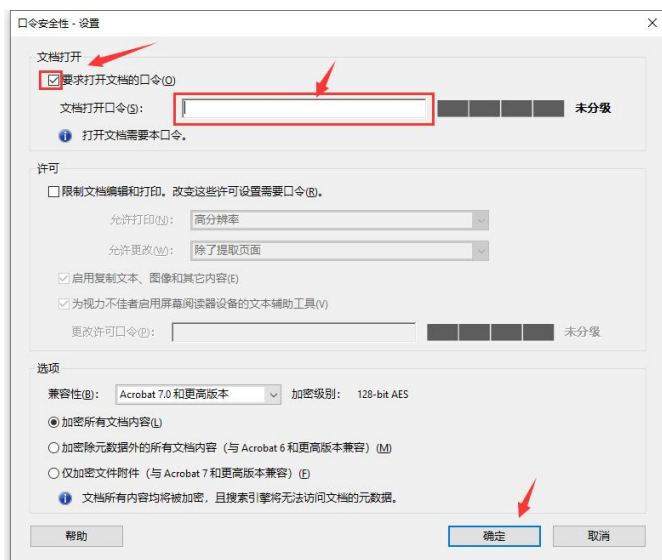 口令安全性 - 设置
文档打开
要求打开文档的口令(O)
文档打开口令(S):
未分级
打开文档需要本口令。
许可
限制文档编辑和打印。改变这些许可设置需要口令(R)。
允许打印(N): 高分辨率
允许更改(W): 除了提取页面
启用复制文本、图像和其它内容(E)
为视力不佳者启用屏幕阅读器设备的文本辅助工具(V)
更改许可口令(P): 未分级
选项
兼容性(B): Acrobat 7.0 和更高版本 加密级别: 128-bit AES
加密所有文档内容(L)
加密除元数据外的所有文档内容（与 Acrobat 6 和更高版本兼容）(M)
仅加密文件附件（与 Acrobat 7 和更高版本兼容）(F)
文档所有内容均将被加密，且搜索引擎将无法访问文档的元数据。
帮助 确定 取消